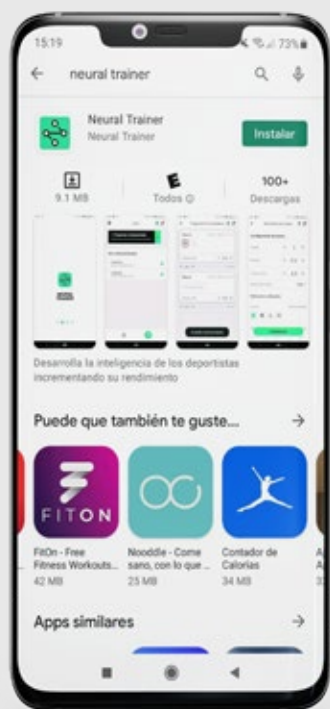 15:19
73%
neural trainer
Neural Trainer
Neural Trainer
Instalar
9.1 MB
E
Todos
100+
Descargas
Desarrolla la inteligencia de los deportistas
incrementando su rendimiento
Puede que también te guste...
FITON
FitOn - Free
Fitness Workouts...
42 MB
Nooddle - Come
sano, con lo que ...
25 MB
Contador de
Calorías
34 MB
Apps similares